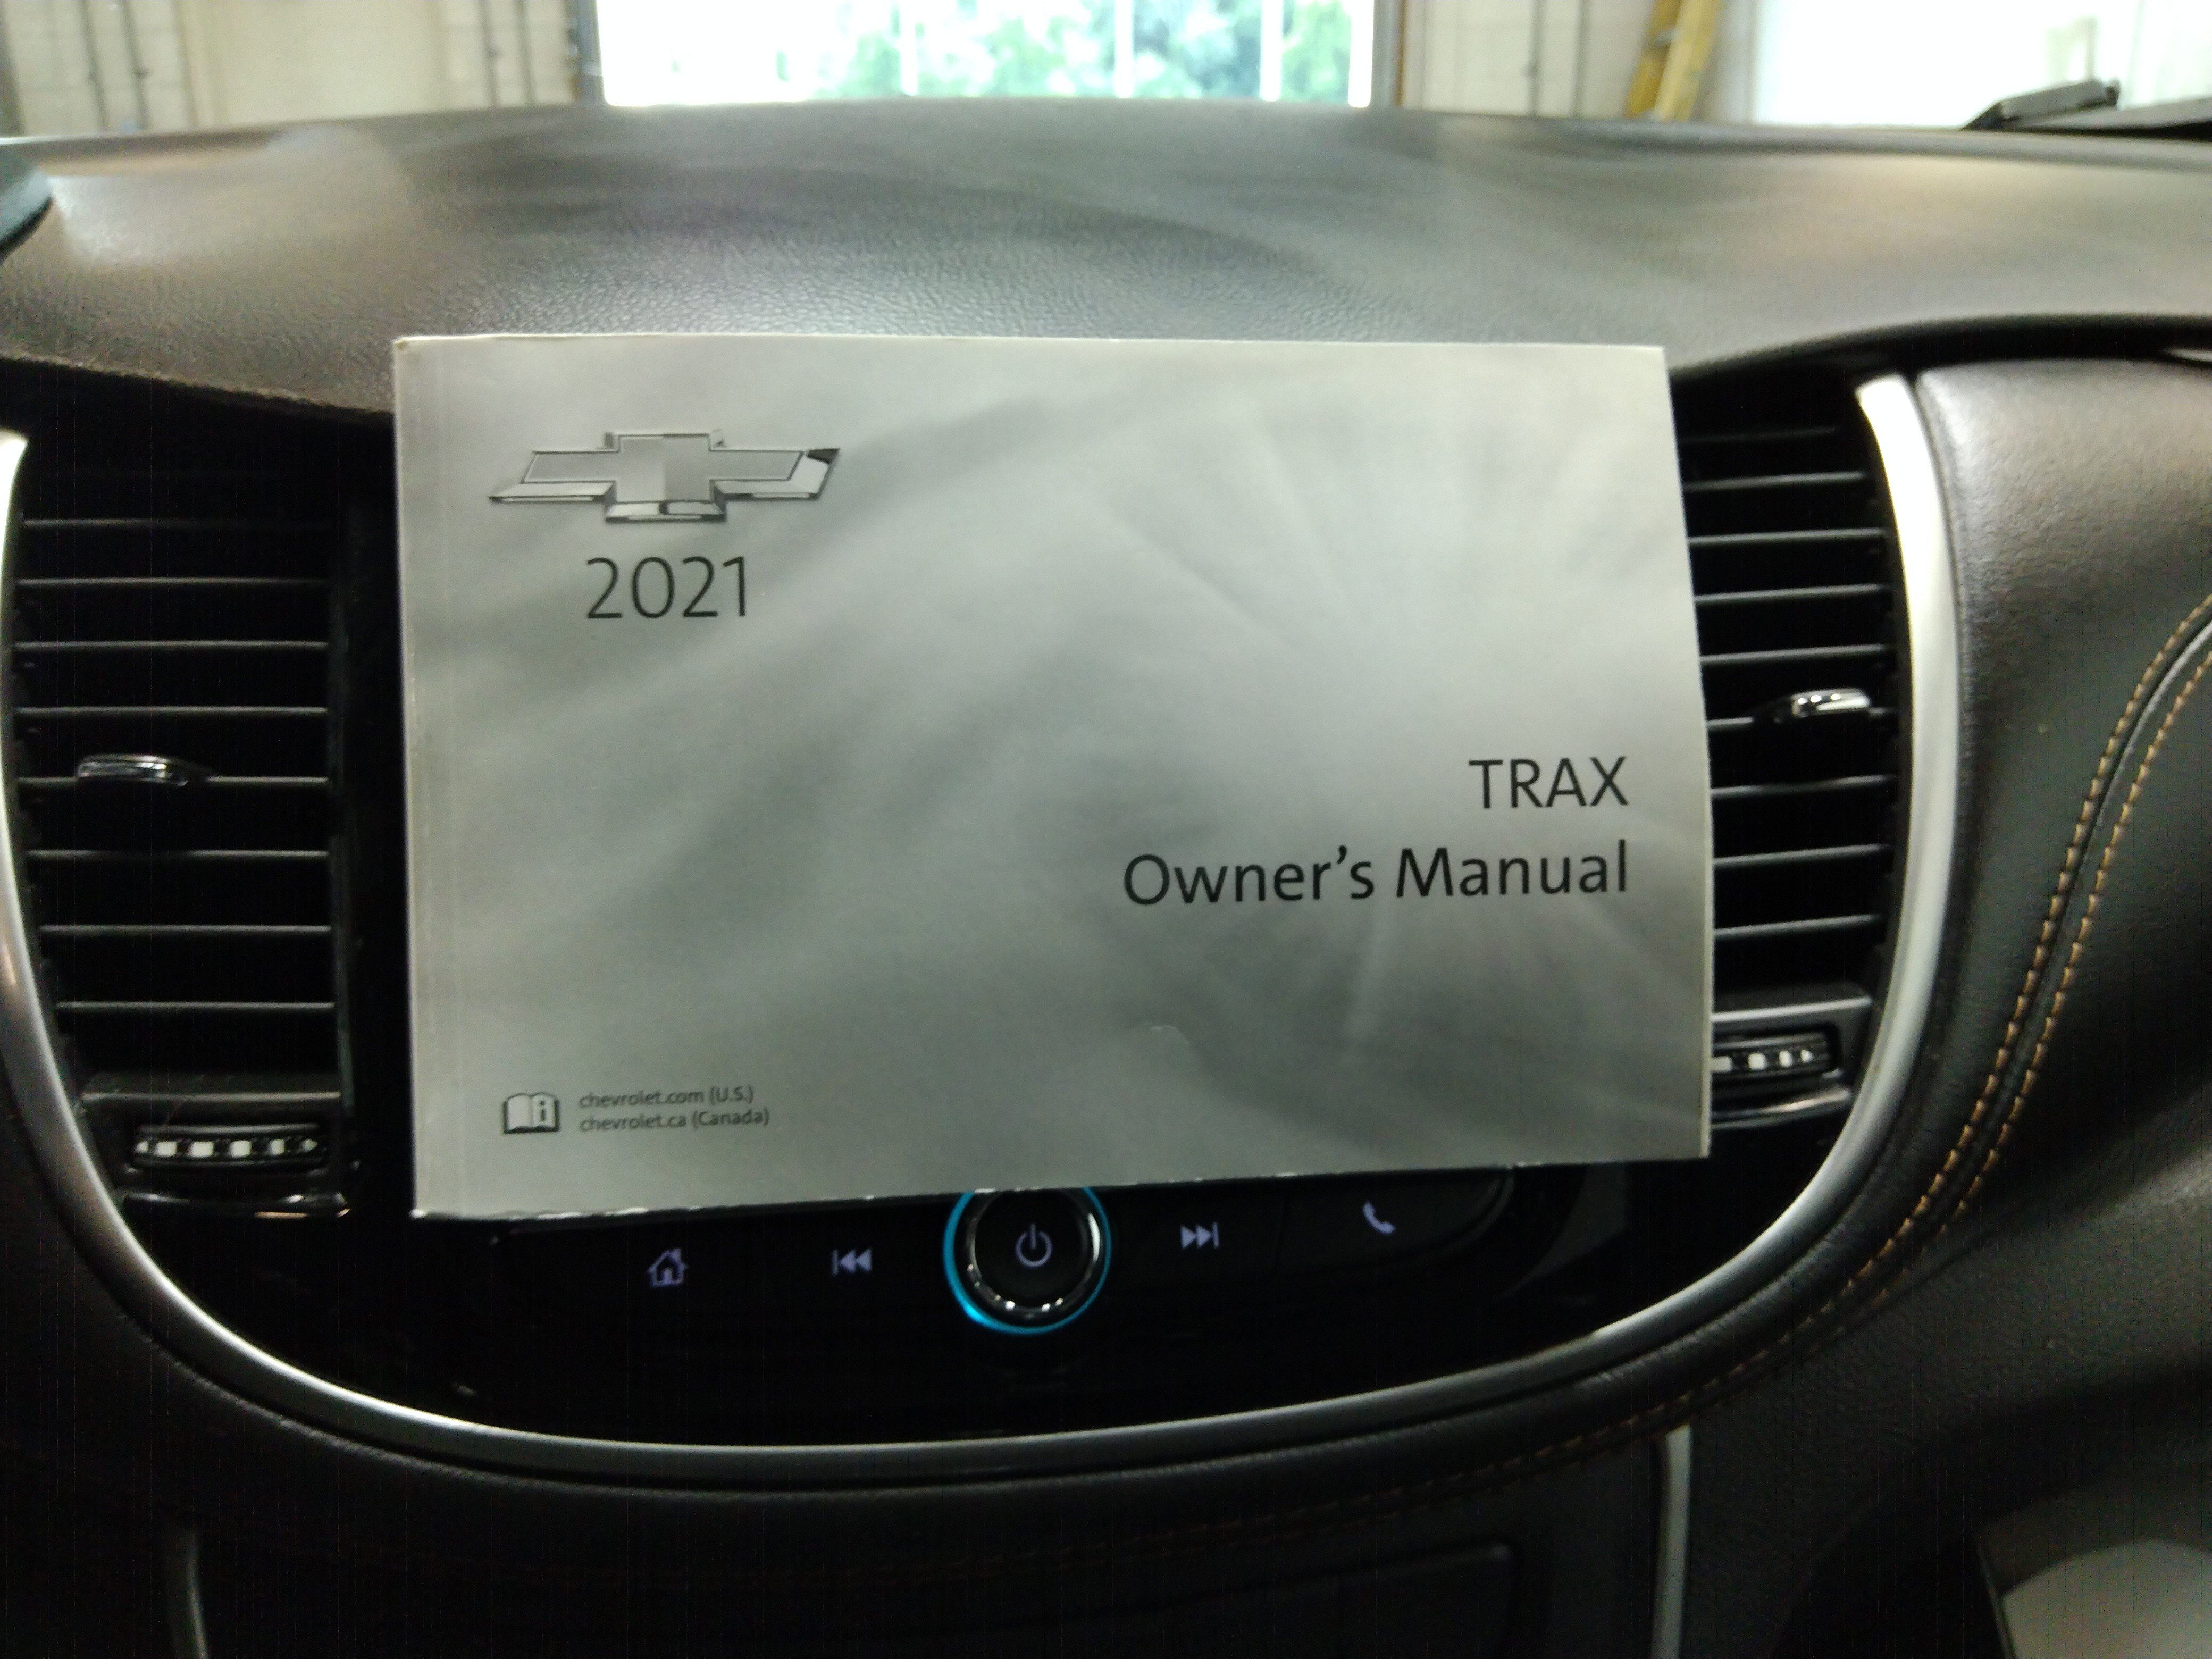 2021
TRAX
Owner's Manual
chevrolet.com (U.S.)
chevrolet.ca (Canada)